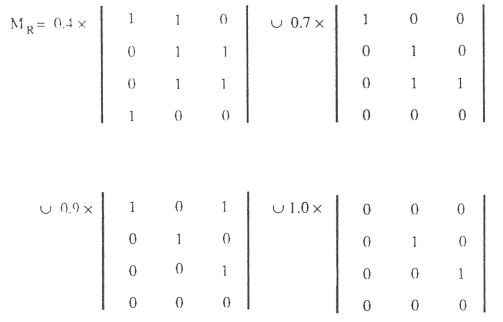 M_R = 0.4 × | 1 1 0 | ∪ 0.7 × | 1 0 0 |
| 0 1 1 | | 0 1 0 |
| 0 1 1 | | 0 1 1 |
| 1 0 0 | | 0 0 0 |
∪ 0.9 × | 1 0 1 | ∪ 1.0 × | 0 0 0 |
| 0 1 0 | | 0 1 0 |
| 0 0 1 | | 0 0 1 |
| 0 0 0 | | 0 0 0 |